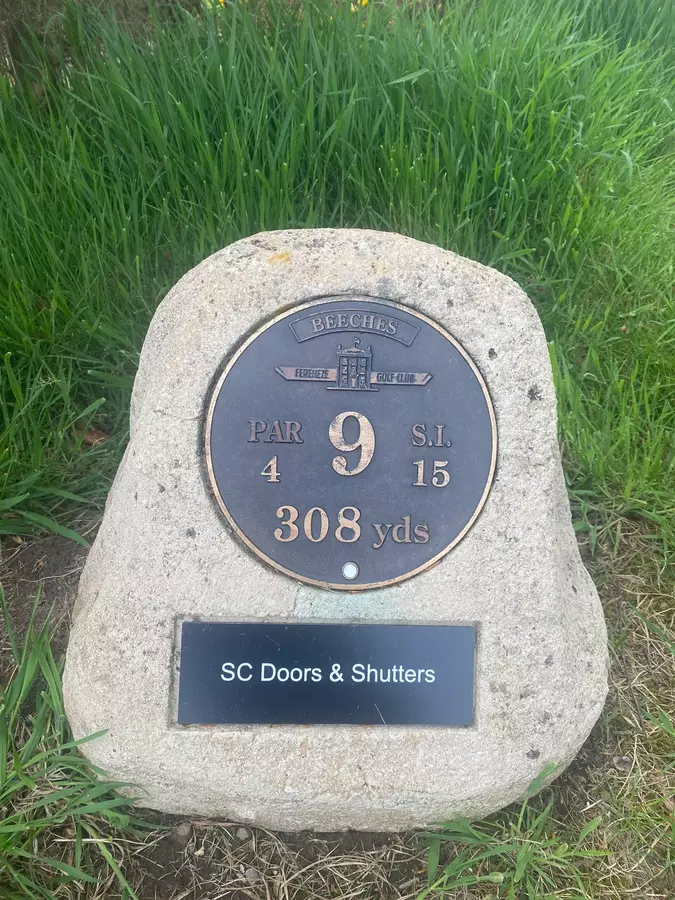 BEECHES
FERENEZE GOLF CLUB
PAR 9 S.I.
4 15
308 yds
SC Doors & Shutters